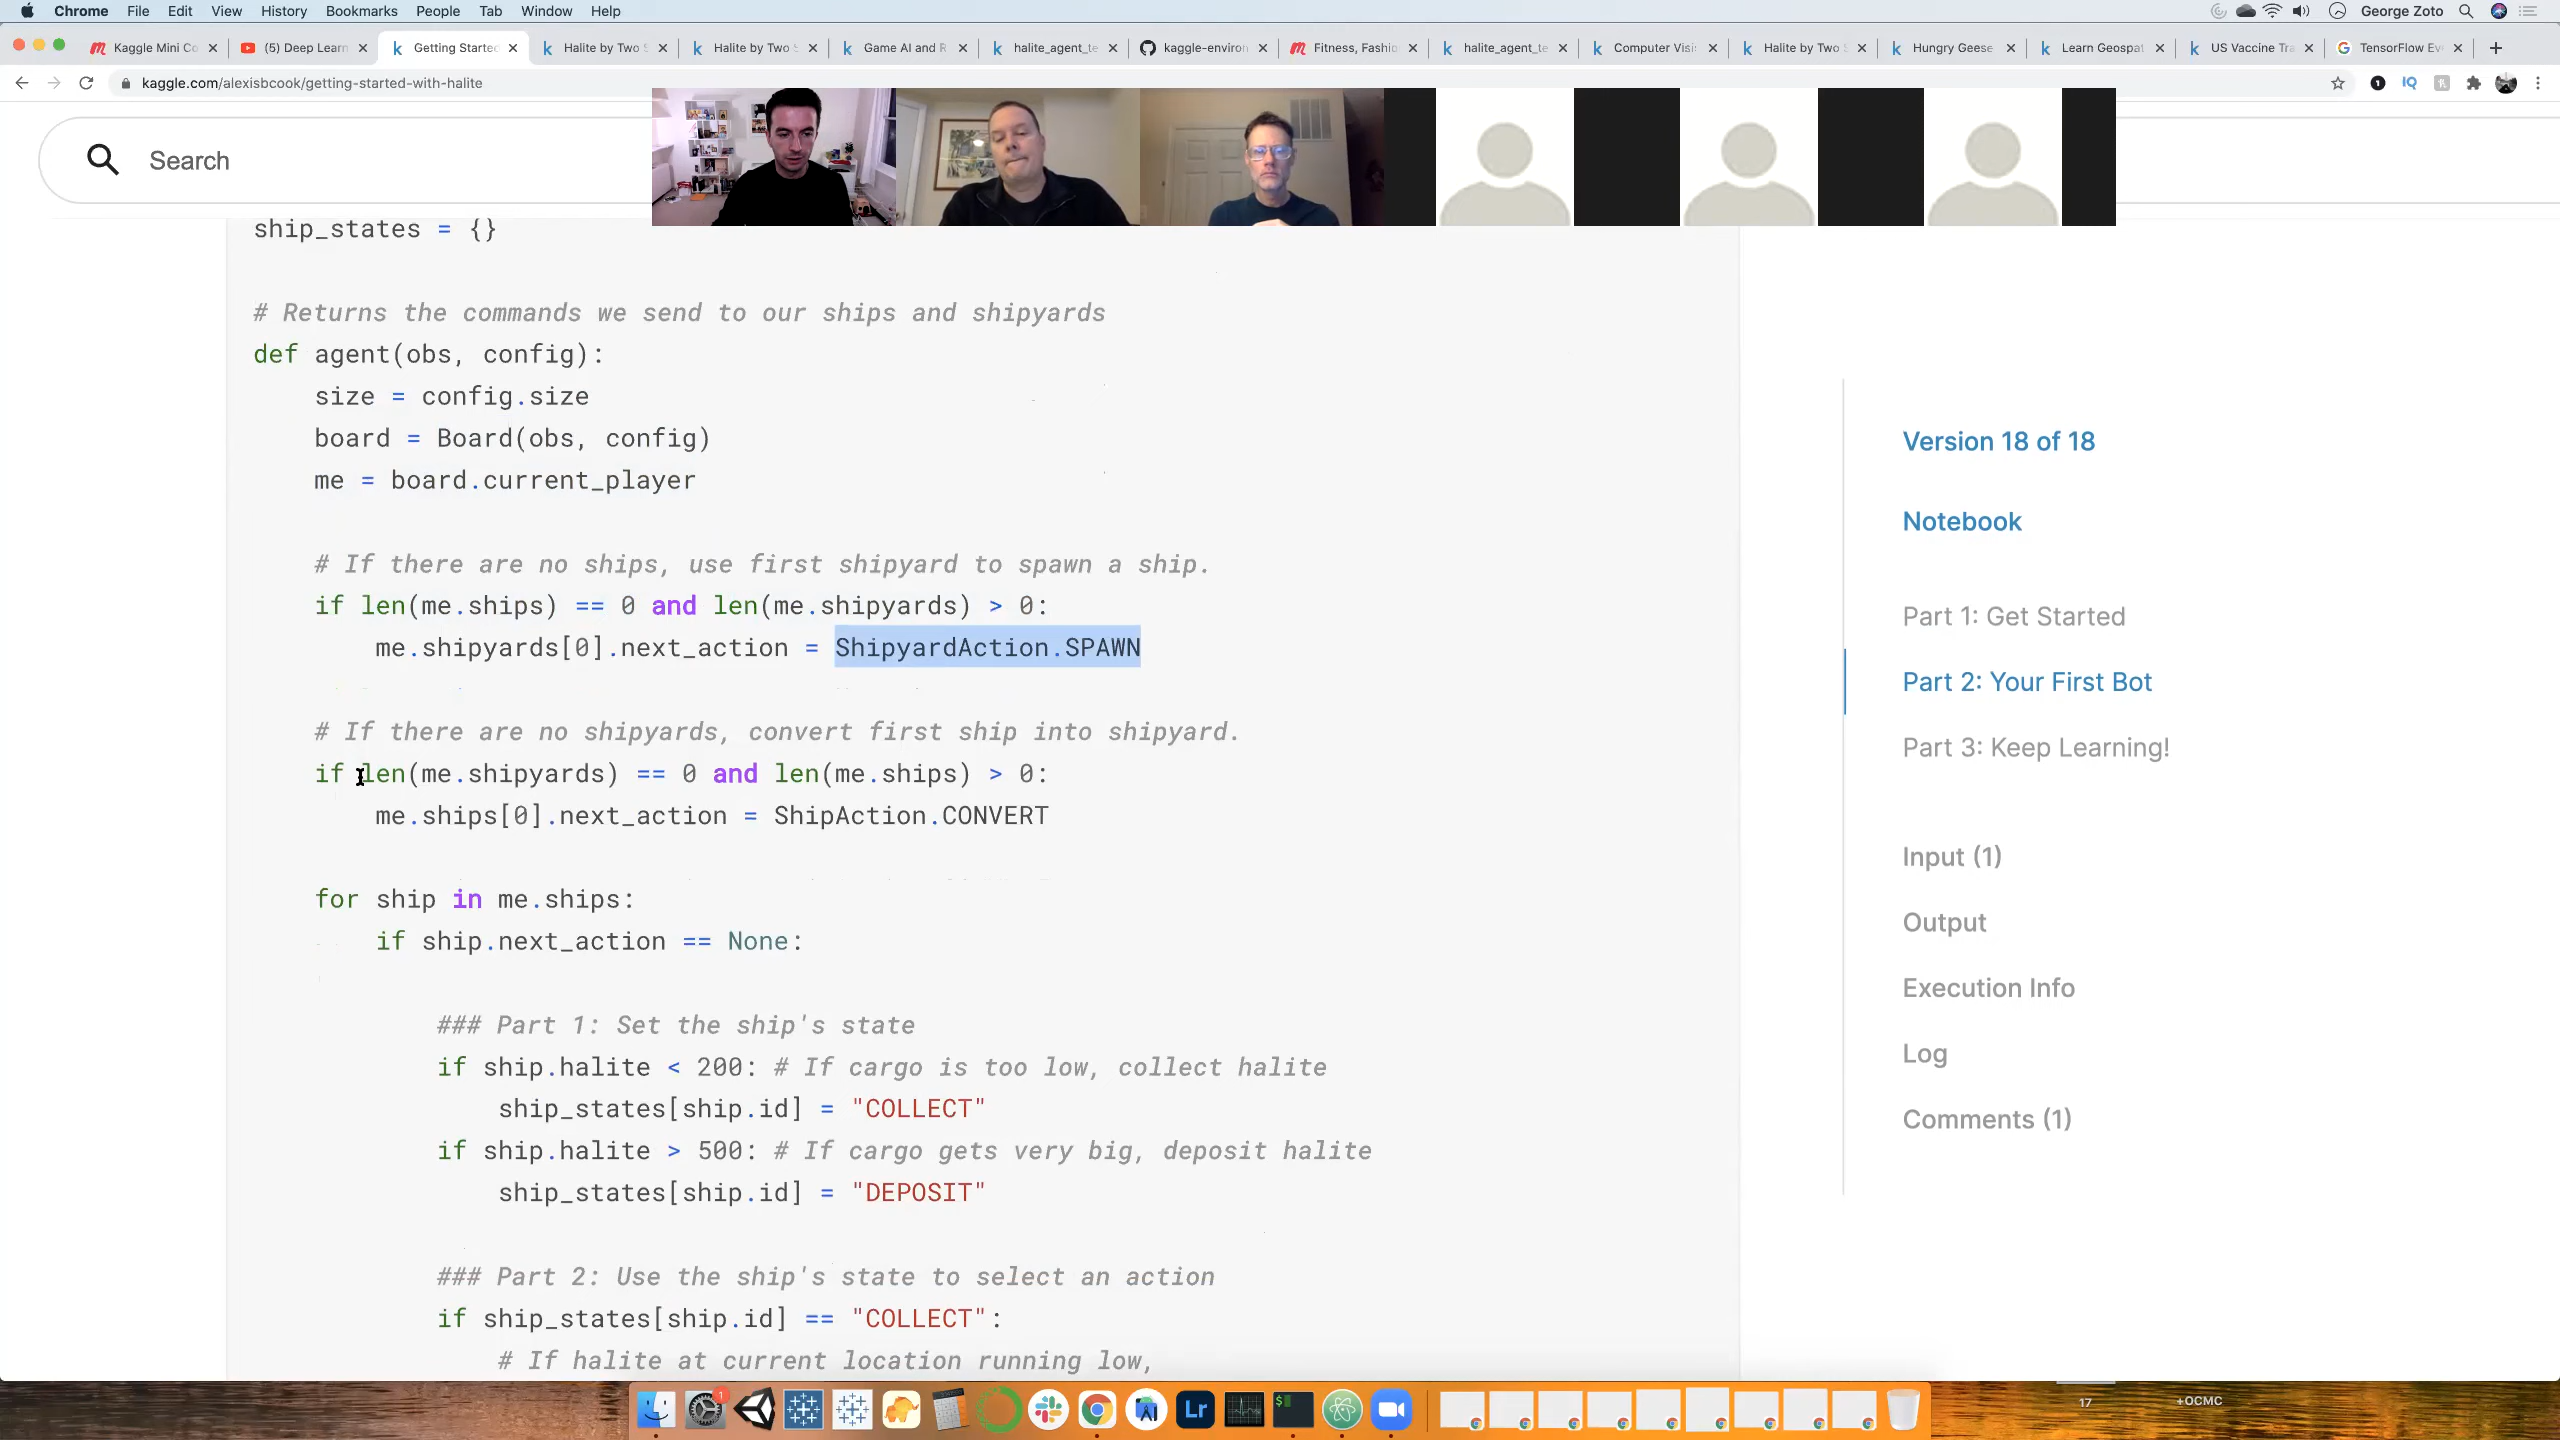 Chrome File Edit View History Bookmarks People Tab Window Help George Zoto
Kaggle Mini Co (5) Deep Learn Getting Started Halite by Two S Halite by Two S Game AI and R halite_agent_te kaggle-environ Fitness, Fashio halite_agent_te Computer Visi Halite by Two S Hungry Geese Learn Geospat US Vaccine Tra TensorFlow Ev
kaggle.com/alexisbcook/getting-started-with-halite
Search
ship_states = {}
# Returns the commands we send to our ships and shipyards
def agent(obs, config):
size = config.size
board = Board(obs, config)
me = board.current_player
# If there are no ships, use first shipyard to spawn a ship.
if len(me.ships) == 0 and len(me.shipyards) > 0:
me.shipyards[0].next_action = ShipyardAction.SPAWN
# If there are no shipyards, convert first ship into shipyard.
if len(me.shipyards) == 0 and len(me.ships) > 0:
me.ships[0].next_action = ShipAction.CONVERT
for ship in me.ships:
if ship.next_action == None:
### Part 1: Set the ship's state
if ship.halite < 200: # If cargo is too low, collect halite
ship_states[ship.id] = "COLLECT"
if ship.halite > 500: # If cargo gets very big, deposit halite
ship_states[ship.id] = "DEPOSIT"
### Part 2: Use the ship's state to select an action
if ship_states[ship.id] == "COLLECT":
# If halite at current location running low,
Version 18 of 18
Notebook
Part 1: Get Started
Part 2: Your First Bot
Part 3: Keep Learning!
Input (1)
Output
Execution Info
Log
Comments (1)
1
Lr
17
+OCMC